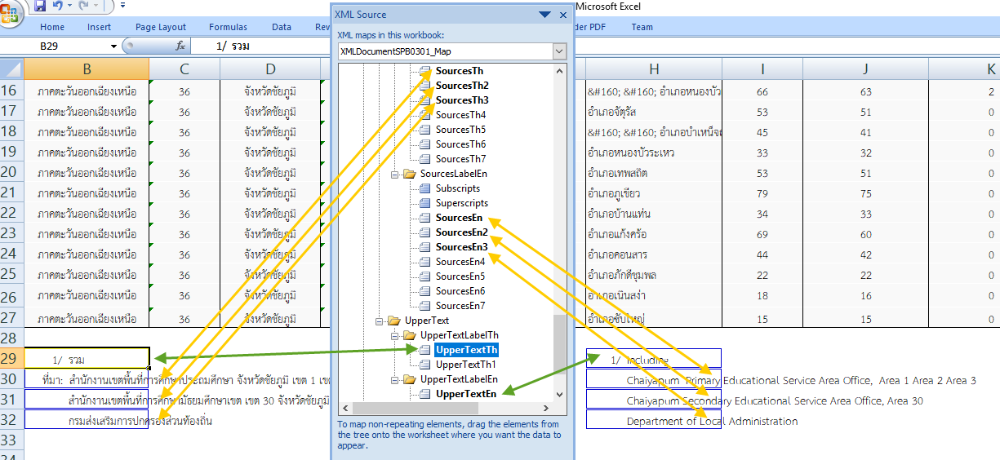 Microsoft Excel
Home Insert Page Layout Formulas Data Rev
der PDF Team
B29 fx 1/ รวม
XML Source
XML maps in this workbook:
XMLDocumentSPB0301_Map
B C D H I J K
16 ภาคตะวันออกเฉียงเหนือ 36 จังหวัดชัยภูมิ &#160; &#160; อำเภอหนองบัว 66 63 2
17 ภาคตะวันออกเฉียงเหนือ 36 จังหวัดชัยภูมิ อำเภอจัตุรัส 53 51 0
18 ภาคตะวันออกเฉียงเหนือ 36 จังหวัดชัยภูมิ &#160; &#160; อำเภอบำเหน็จ 45 41 0
19 ภาคตะวันออกเฉียงเหนือ 36 จังหวัดชัยภูมิ อำเภอหนองบัวระเหว 33 32 0
20 ภาคตะวันออกเฉียงเหนือ 36 จังหวัดชัยภูมิ อำเภอเทพสถิต 53 51 0
21 ภาคตะวันออกเฉียงเหนือ 36 จังหวัดชัยภูมิ อำเภอภูเขียว 79 75 0
22 ภาคตะวันออกเฉียงเหนือ 36 จังหวัดชัยภูมิ อำเภอบ้านแท่น 34 33 0
23 ภาคตะวันออกเฉียงเหนือ 36 จังหวัดชัยภูมิ อำเภอแก้งคร้อ 69 60 0
24 ภาคตะวันออกเฉียงเหนือ 36 จังหวัดชัยภูมิ อำเภอคอนสาร 44 42 0
25 ภาคตะวันออกเฉียงเหนือ 36 จังหวัดชัยภูมิ อำเภอภักดีชุมพล 22 22 0
26 ภาคตะวันออกเฉียงเหนือ 36 จังหวัดชัยภูมิ อำเภอเนินสง่า 18 16 0
27 ภาคตะวันออกเฉียงเหนือ 36 จังหวัดชัยภูมิ อำเภอซับใหญ่ 15 15 0
28
29 1/ รวม 1/ Including
30 ที่มา: สำนักงานเขตพื้นที่การศึกษาประถมศึกษา จังหวัดชัยภูมิ เขต 1 เข Chaiyapum Primary Educational Service Area Office, Area 1 Area 2 Area 3
31 สำนักงานเขตพื้นที่การศึกษามัธยมศึกษาเขต เขต 30 จังหวัดชัยภูมิ Chaiyapum Secondary Educational Service Area Office, Area 30
32 กรมส่งเสริมการปกครองส่วนท้องถิ่น Department of Local Administration
33
34
SourcesTh
SourcesTh2
SourcesTh3
SourcesTh4
SourcesTh5
SourcesTh6
SourcesTh7
SourcesLabelEn
Subscripts
Superscripts
SourcesEn
SourcesEn2
SourcesEn3
SourcesEn4
SourcesEn5
SourcesEn6
SourcesEn7
UpperText
UpperTextLabelTh
UpperTextTh
UpperTextTh1
UpperTextLabelEn
UpperTextEn
To map non-repeating elements, drag the elements from
the tree onto the worksheet where you want the data to
appear.